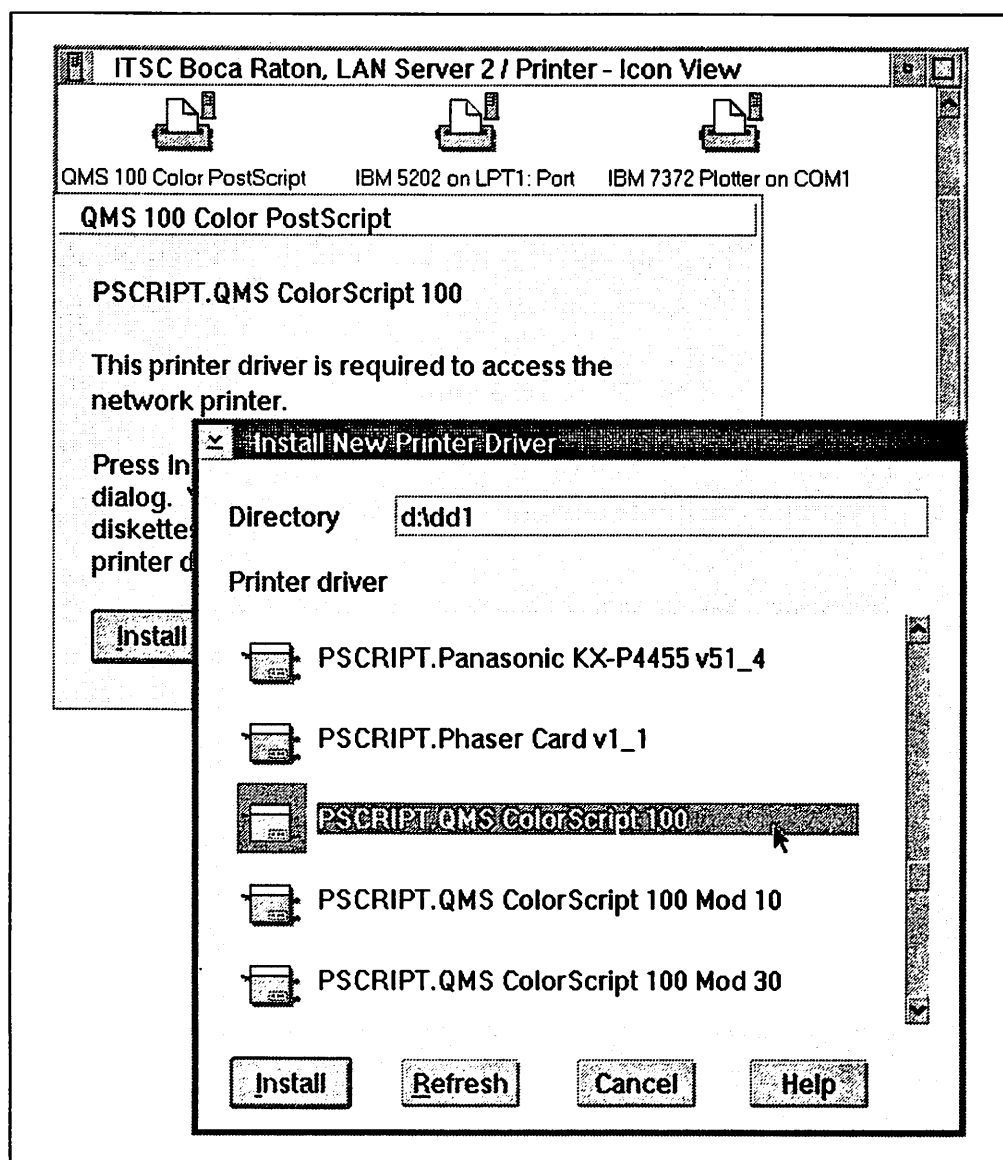 ITSC Boca Raton, LAN Server 2 / Printer - Icon View
QMS 100 Color PostScript
IBM 5202 on LPT1: Port
IBM 7372 Plotter on COM1
QMS 100 Color PostScript
PSCRIPT.QMS ColorScript 100
This printer driver is required to access the
network printer.
Press In
dialog.
diskette
printer d
Install
Install New Printer Driver
Directory
d:\dd1
Printer driver
PSCRIPT.Panasonic KX-P4455 v51_4
PSCRIPT.Phaser Card v1_1
PSCRIPT.QMS ColorScript 100
PSCRIPT.QMS ColorScript 100 Mod 10
PSCRIPT.QMS ColorScript 100 Mod 30
Install
Refresh
Cancel
Help